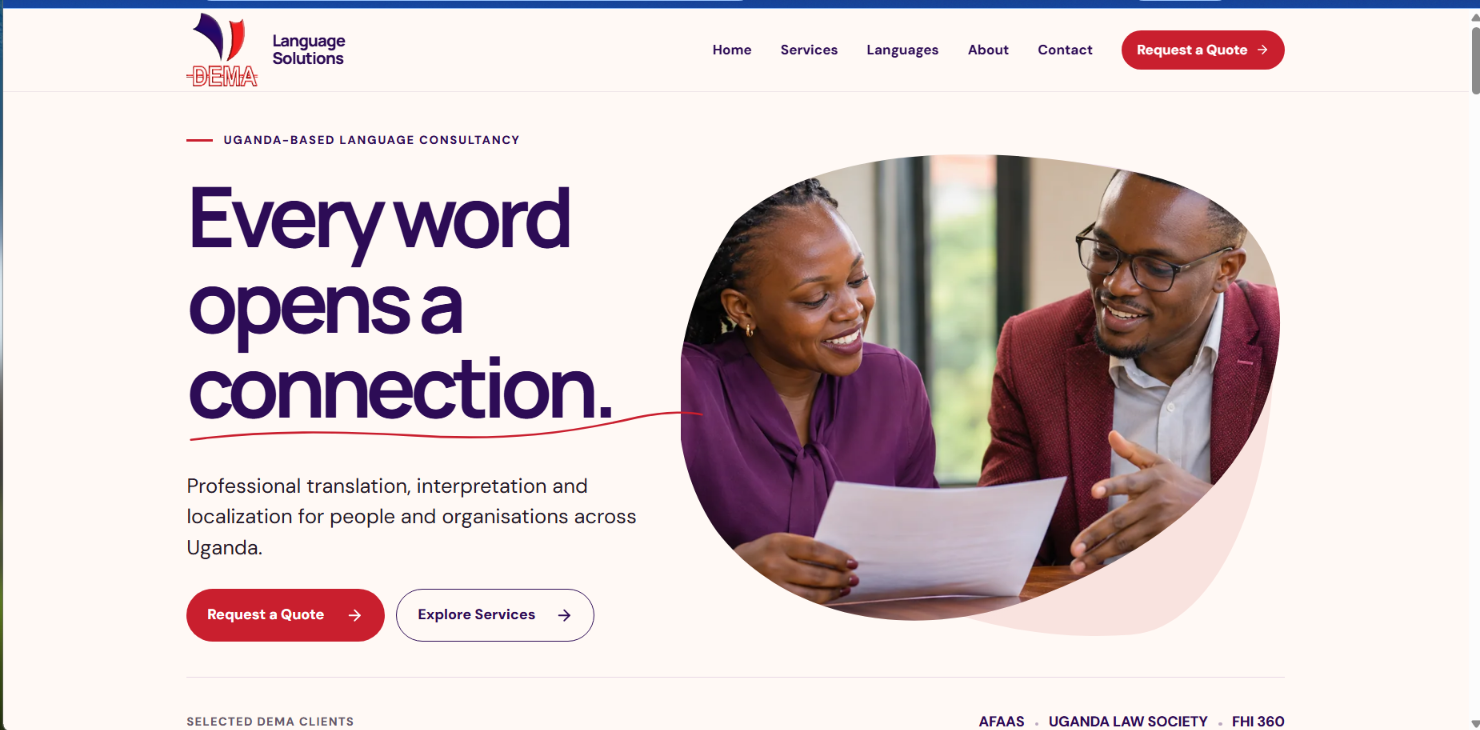 DEMA
Language
Solutions
Home
Services
Languages
About
Contact
Request a Quote →
UGANDA-BASED LANGUAGE CONSULTANCY
Every word
opens a
connection.
Professional translation, interpretation and
localization for people and organisations across
Uganda.
Request a Quote →
Explore Services →
SELECTED DEMA CLIENTS
AFAAS • UGANDA LAW SOCIETY • FHI 360